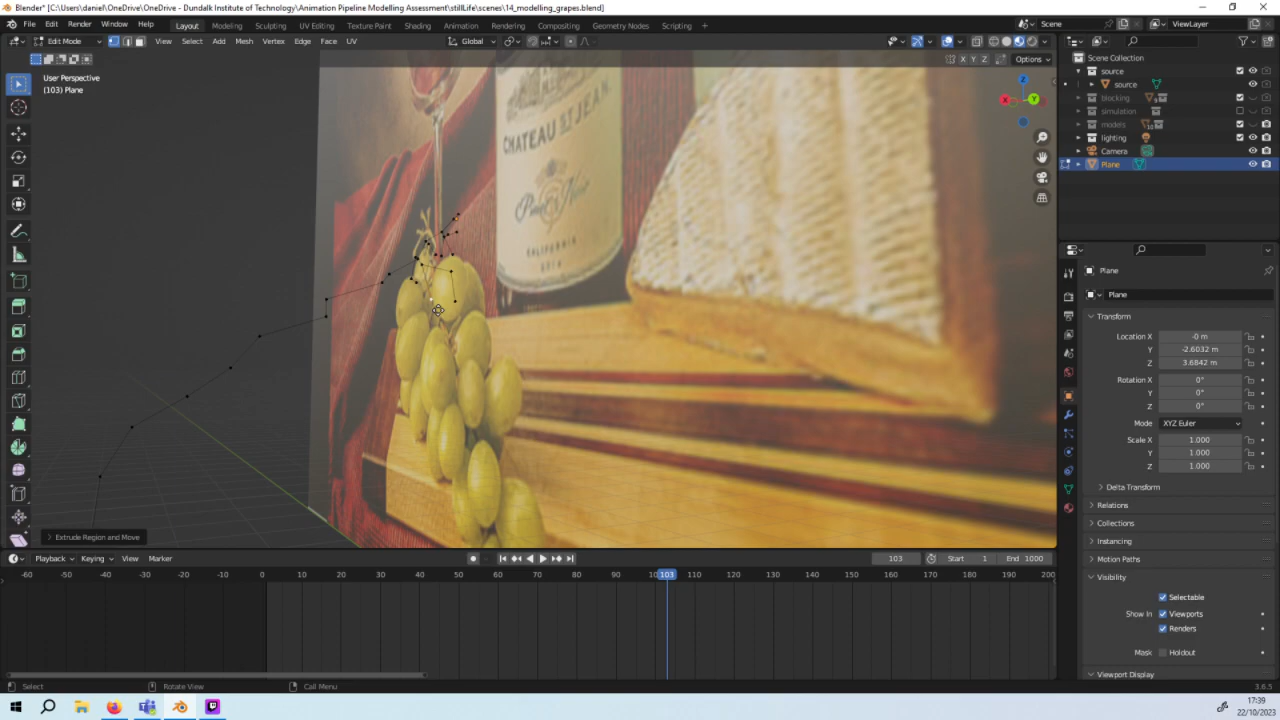 Blender* [C:\Users\daniel\OneDrive\OneDrive - Dundalk Institute of Technology\Animation Pipeline Modelling Assessment\stillLife\scenes\14_modelling_grapes.blend]
File Edit Render Window Help Layout Modeling Sculpting UV Editing Texture Paint Shading Animation Rendering Compositing Geometry Nodes Scripting + Scene ViewLayer
Edit Mode View Select Add Mesh Vertex Edge Face UV Global
X Y Z Options
User Perspective
(103) Plane
Z
X Y
CHATEAU ST JEAN
Pinot Noir
CALIFORNIA
2014
Extrude Region and Move
Scene Collection
source
source
blocking
simulation
models
lighting
Camera
Plane
Plane
Plane
Transform
Location X -0 m
Y -2.6032 m
Z 3.6842 m
Rotation X 0°
Y 0°
Z 0°
Mode XYZ Euler
Scale X 1.000
Y 1.000
Z 1.000
Delta Transform
Relations
Collections
Instancing
Motion Paths
Visibility
Selectable
Show In Viewports
Renders
Mask Holdout
Viewport Display
Playback Keying View Marker 103 Start 1 End 1000
-60 -50 -40 -30 -20 -10 0 10 20 30 40 50 60 70 80 90 103 110 120 130 140 150 160 170 180 190 200
Select Rotate View Call Menu 3.6.5
17:39
22/10/2023